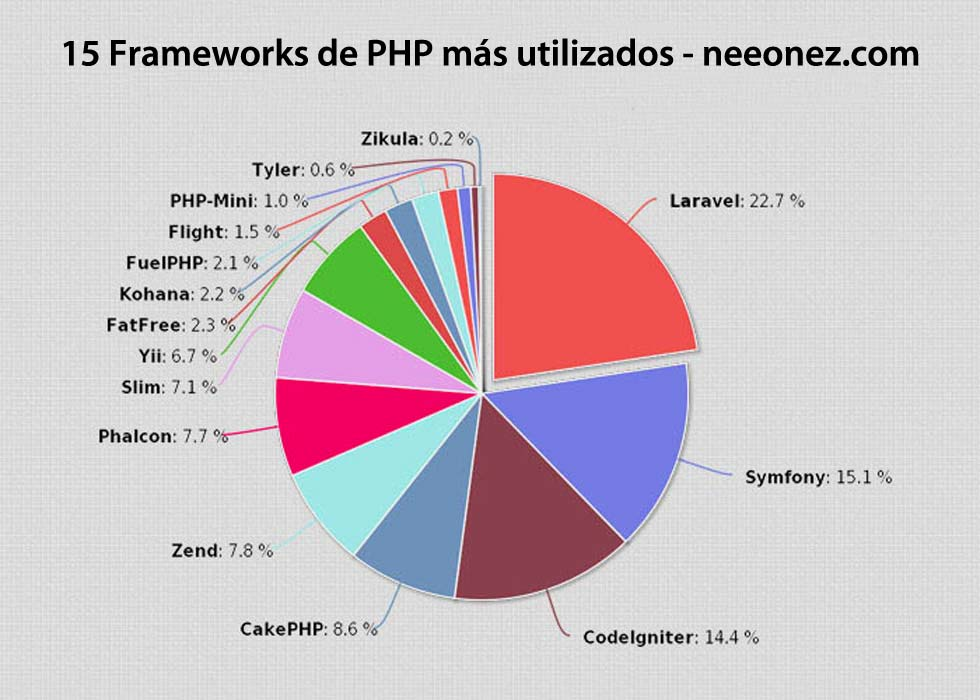 15 Frameworks de PHP más utilizados - neeonez.com
Zikula: 0.2 %
Tyler: 0.6 %
PHP-Mini: 1.0 %
Laravel: 22.7 %
Flight: 1.5 %
FuelPHP: 2.1 %
Kohana: 2.2 %
FatFree: 2.3 %
Yii: 6.7 %
Slim: 7.1 %
Phalcon: 7.7 %
Symfony: 15.1 %
Zend: 7.8 %
CakePHP: 8.6 %
CodeIgniter: 14.4 %